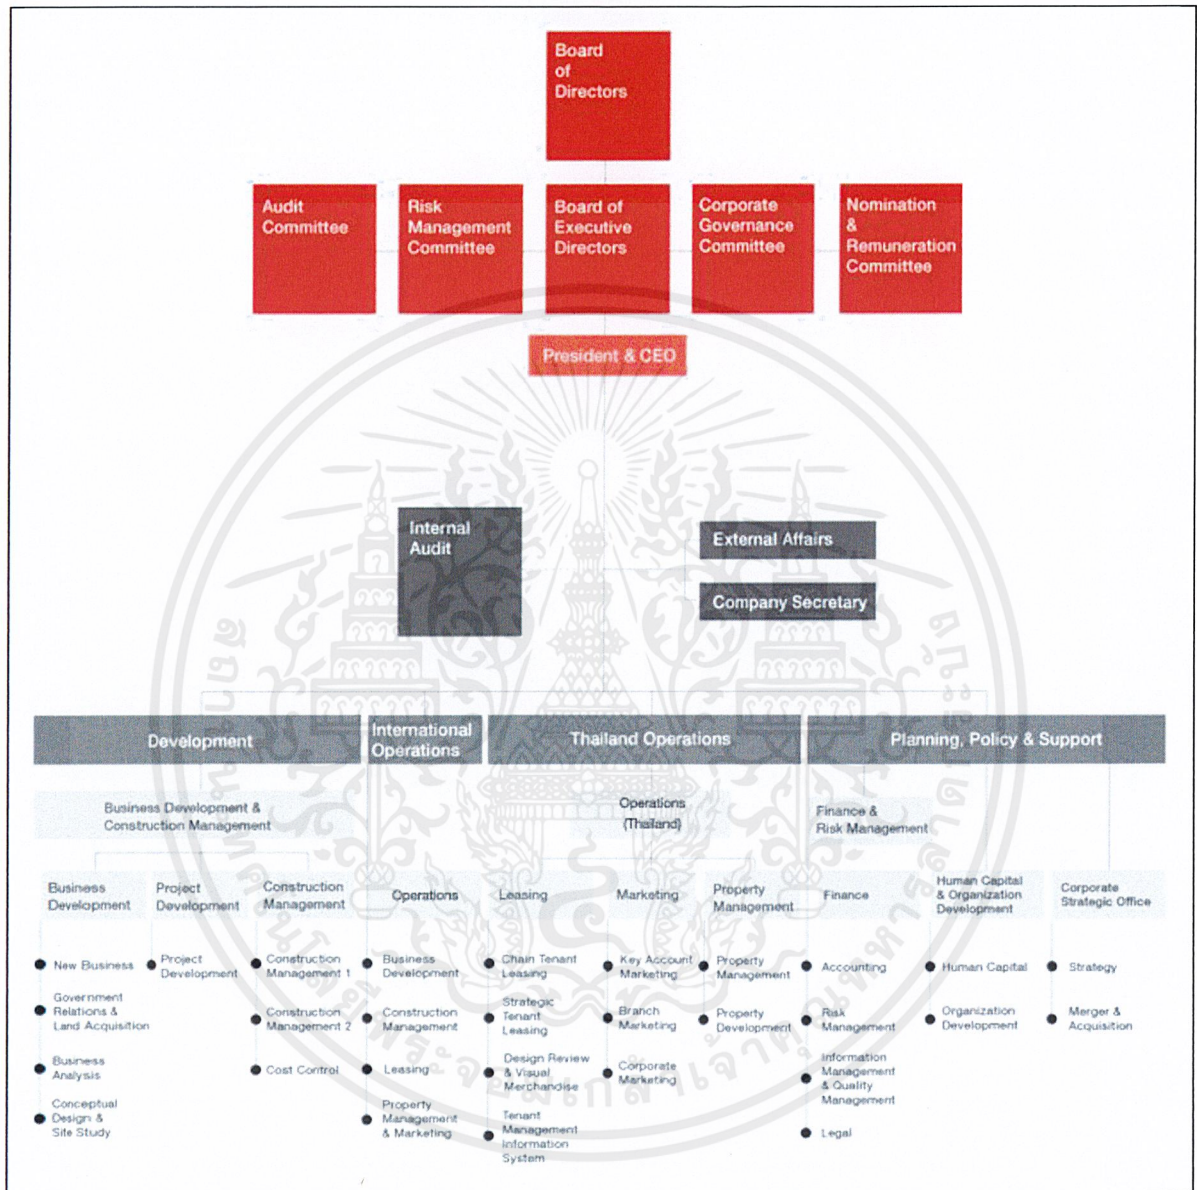 Board
of
Directors
Audit
Committee
Risk
Management
Committee
Board of
Executive
Directors
Corporate
Governance
Committee
Nomination
&
Remuneration
Committee
President & CEO
Internal
Audit
External Affairs
Company Secretary
Development
International
Operations
Thailand Operations
Planning, Policy & Support
Business Development &
Construction Management
Operations
(Thailand)
Finance &
Risk Management
Business
Development
Project
Development
Construction
Management
Operations
Leasing
Marketing
Property
Management
Finance
Human Capital
& Organization
Development
Corporate
Strategic Office
New Business
Government
Relations &
Land Acquisition
Business
Analysis
Conceptual
Design &
Site Study
Project
Development
Construction
Management 1
Construction
Management 2
Cost Control
Business
Development
Construction
Management
Leasing
Property
Management
& Marketing
Chain Tenant
Leasing
Strategic
Tenant
Leasing
Design Review
& Visual
Merchandise
Tenant
Management
Information
System
Key Account
Marketing
Branch
Marketing
Corporate
Marketing
Property
Management
Property
Development
Accounting
Risk
Management
Information
Management
& Quality
Management
Legal
Human Capital
Organization
Development
Strategy
Merger &
Acquisition